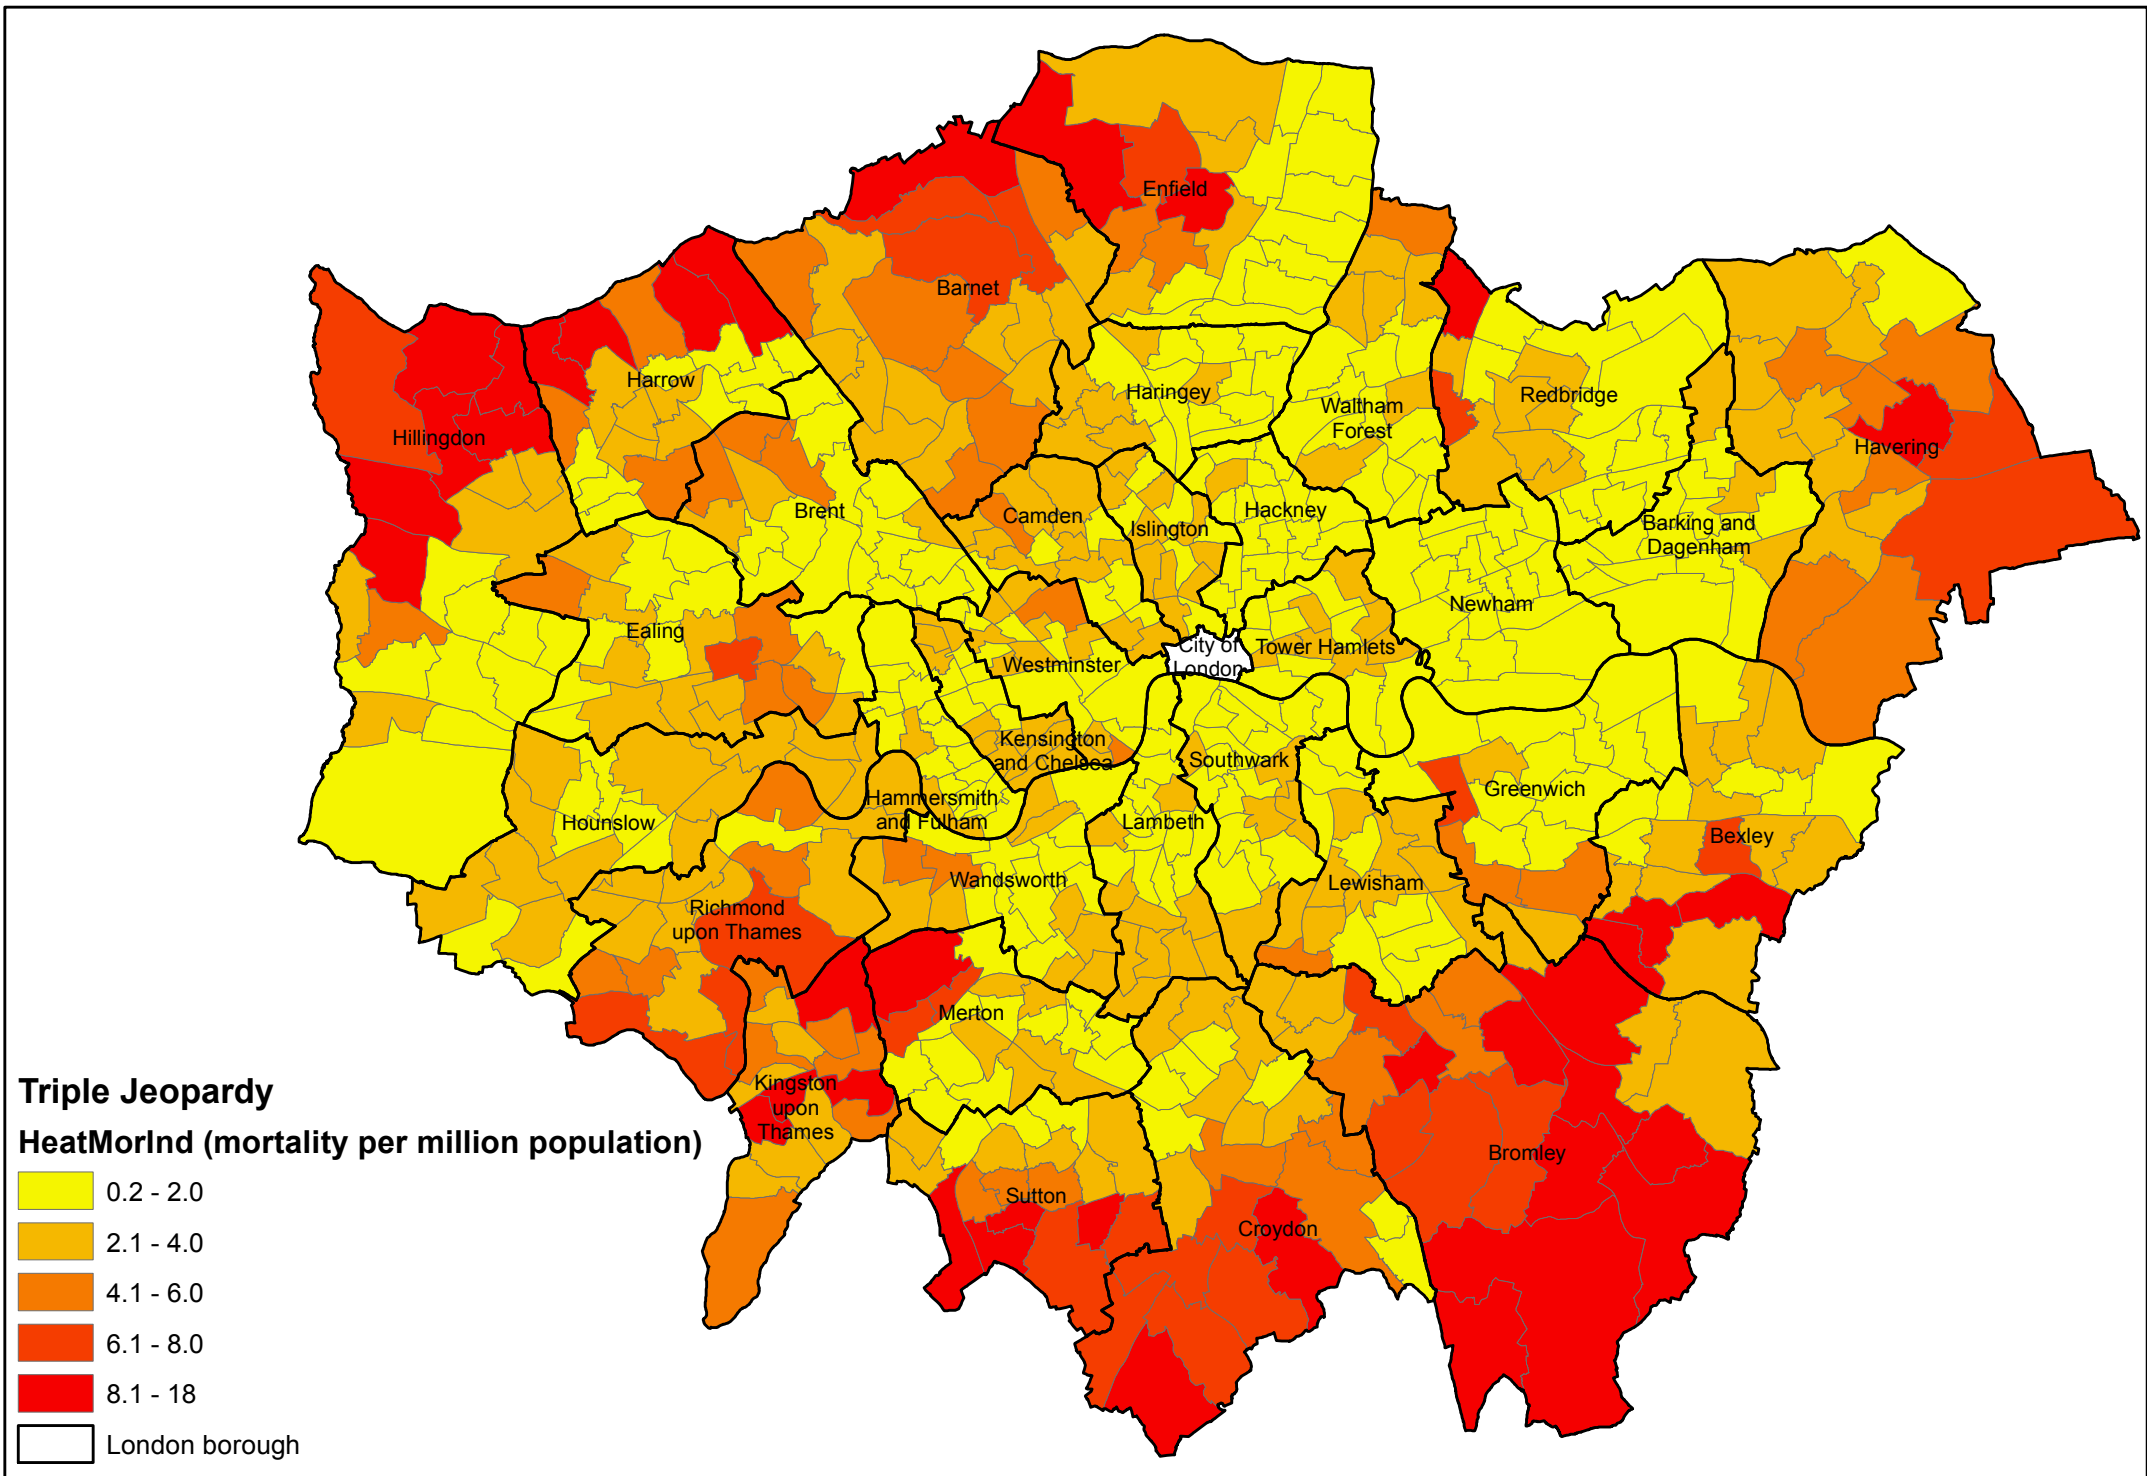 Enfield
Barnet
Harrow
Haringey
Waltham
Forest
Redbridge
Hillingdon
Havering
Brent
Camden
Islington
Hackney
Barking and
Dagenham
Newham
Ealing
Westminster
City of
London
Tower Hamlets
Kensington
and Chelsea
Southwark
Greenwich
Hammersmith
and Fulham
Hounslow
Lambeth
Bexley
Wandsworth
Lewisham
Richmond
upon Thames
Merton
Kingston
upon
Thames
Bromley
Sutton
Croydon
Triple Jeopardy
HeatMorInd (mortality per million population)
0.2 - 2.0
2.1 - 4.0
4.1 - 6.0
6.1 - 8.0
8.1 - 18
London borough